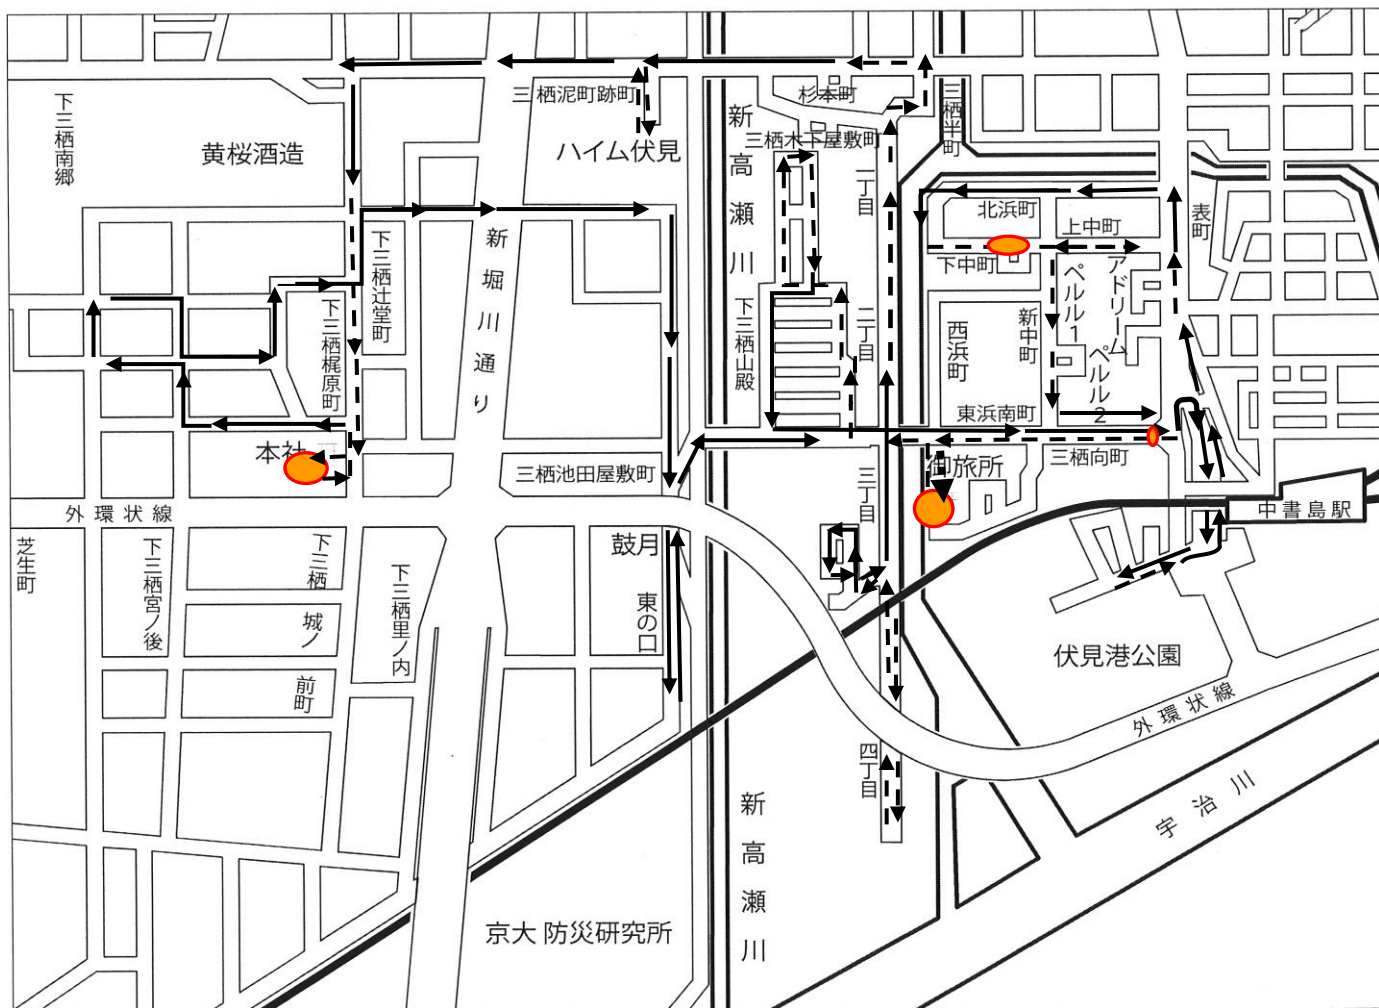 下三栖南郷
黄桜酒造
三栖泥町跡町
ハイム伏見
新高瀬川
杉本町
三栖木下屋敷町
三栖半町
一丁目
北浜町
上中町
表町
下中町
アドリーム
ペルル1
ペルル2
新中町
西浜町
東浜南町
三栖向町
御旅所
中書島駅
新堀川通り
下三栖辻堂町
下三栖梶原町
下三栖山殿
二丁目
三丁目
本社
三栖池田屋敷町
外環状線
芝生町
下三栖宮ノ後
下三栖
城ノ
前町
下三栖里ノ内
鼓月
東の口
伏見港公園
外環状線
四丁目
宇治川
新高瀬川
京大 防災研究所